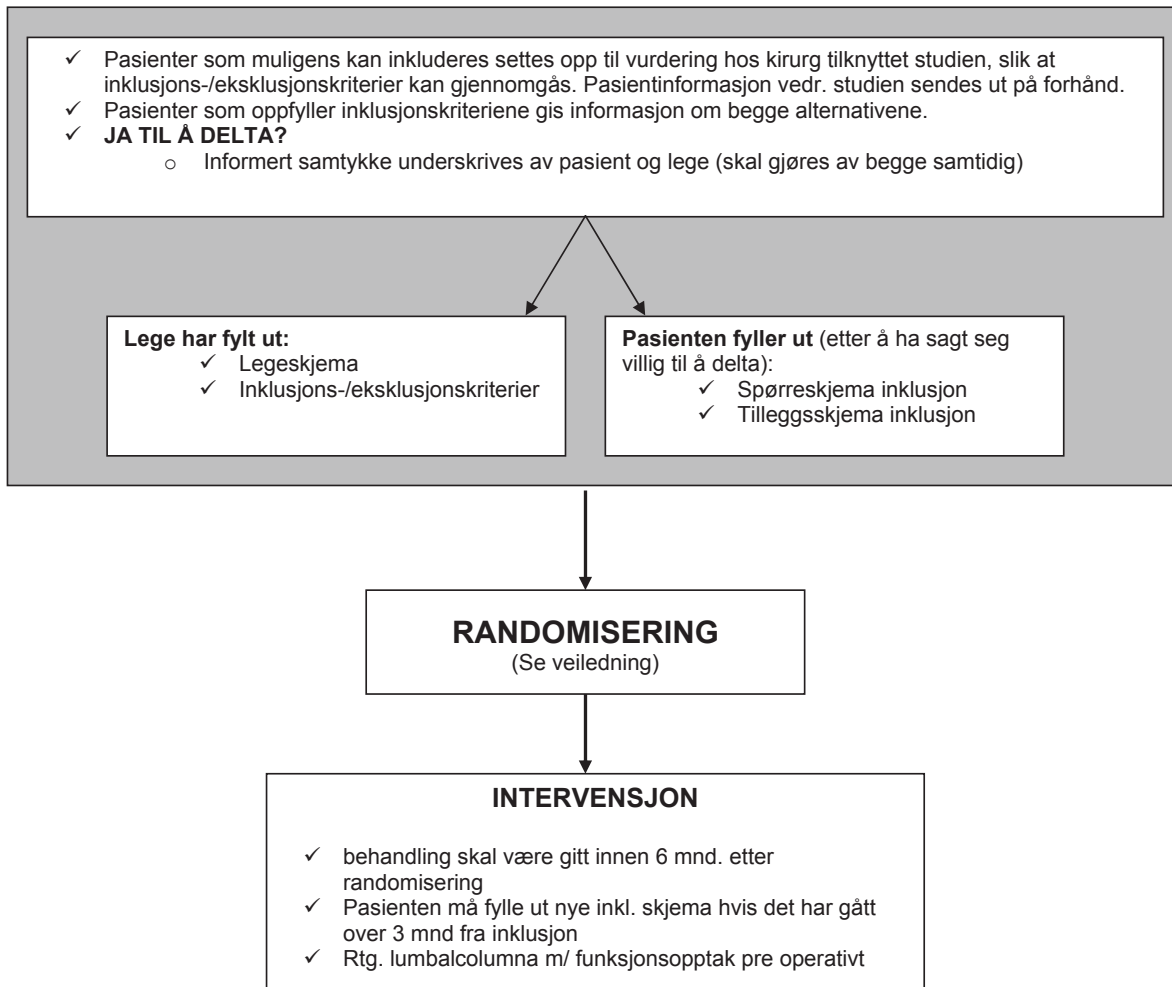 ✓ Pasienter som muligens kan inkluderes settes opp til vurdering hos kirurg tilknyttet studien, slik at
inklusjons-/eksklusjonskriterier kan gjennomgås. Pasientinformasjon vedr. studien sendes ut på forhånd.
✓ Pasienter som oppfyller inklusjonskriteriene gis informasjon om begge alternativene.
✓ JA TIL Å DELTA?
o Informert samtykke underskrives av pasient og lege (skal gjøres av begge samtidig)
Lege har fylt ut:
✓ Legeskjema
✓ Inklusjons-/eksklusjonskriterier
Pasienten fyller ut (etter å ha sagt seg
villig til å delta):
✓ Spørreskjema inklusjon
✓ Tilleggsskjema inklusjon
RANDOMISERING
(Se veiledning)
INTERVENSJON
✓ behandling skal være gitt innen 6 mnd. etter
randomisering
✓ Pasienten må fylle ut nye inkl. skjema hvis det har gått
over 3 mnd fra inklusjon
✓ Rtg. lumbalcolumna m/ funksjonsopptak pre operativt